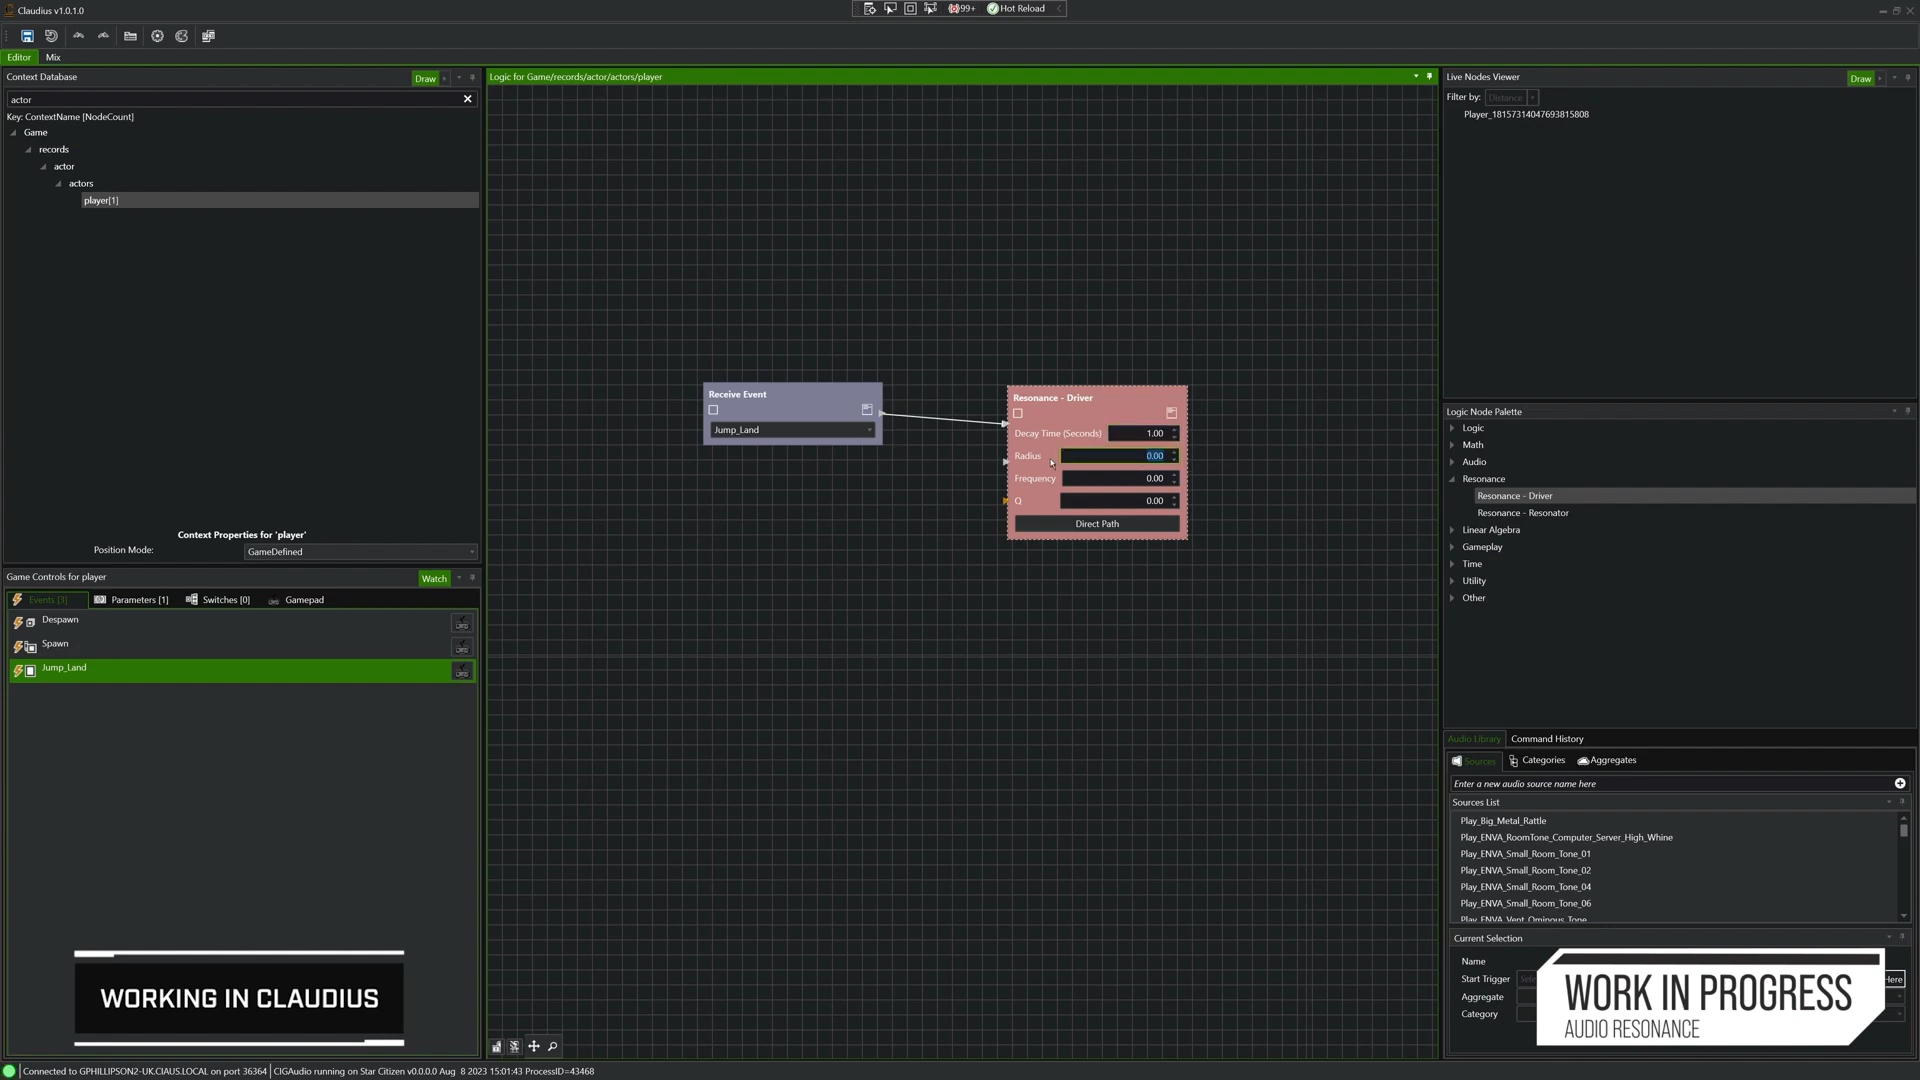 Claudius v1.0.1.0
99+
Hot Reload
Editor
Mix
Context Database
Draw
actor
Key: ContextName [NodeCount]
Game
records
actor
actors
player[1]
Context Properties for 'player'
Position Mode:
GameDefined
Game Controls for player
Watch
Events [3]
Parameters [1]
Switches [0]
Gamepad
Despawn
Spawn
Jump_Land
WORKING IN CLAUDIUS
Logic for Game/records/actor/actors/player
Receive Event
Jump_Land
Resonance - Driver
Decay Time (Seconds)
1.00
Radius
0.00
Frequency
0.00
Q
0.00
Direct Path
Live Nodes Viewer
Draw
Filter by:
Distance
Player_18157314047693815808
Logic Node Palette
Logic
Math
Audio
Resonance
Resonance - Driver
Resonance - Resonator
Linear Algebra
Gameplay
Time
Utility
Other
Audio Library
Command History
Sources
Categories
Aggregates
Enter a new audio source name here
Sources List
Play_Big_Metal_Rattle
Play_ENVA_RoomTone_Computer_Server_High_Whine
Play_ENVA_Small_Room_Tone_01
Play_ENVA_Small_Room_Tone_02
Play_ENVA_Small_Room_Tone_04
Play_ENVA_Small_Room_Tone_06
Play_ENVA_Vent_Ominous_Tone
Current Selection
Name
Start Trigger
Here
Aggregate
Category
WORK IN PROGRESS
AUDIO RESONANCE
Connected to GPHILLIPSON2-UK.CIAUS.LOCAL on port 36364
CIGAudio running on Star Citizen v0.0.0.0 Aug 8 2023 15:01:43 ProcessID=43468